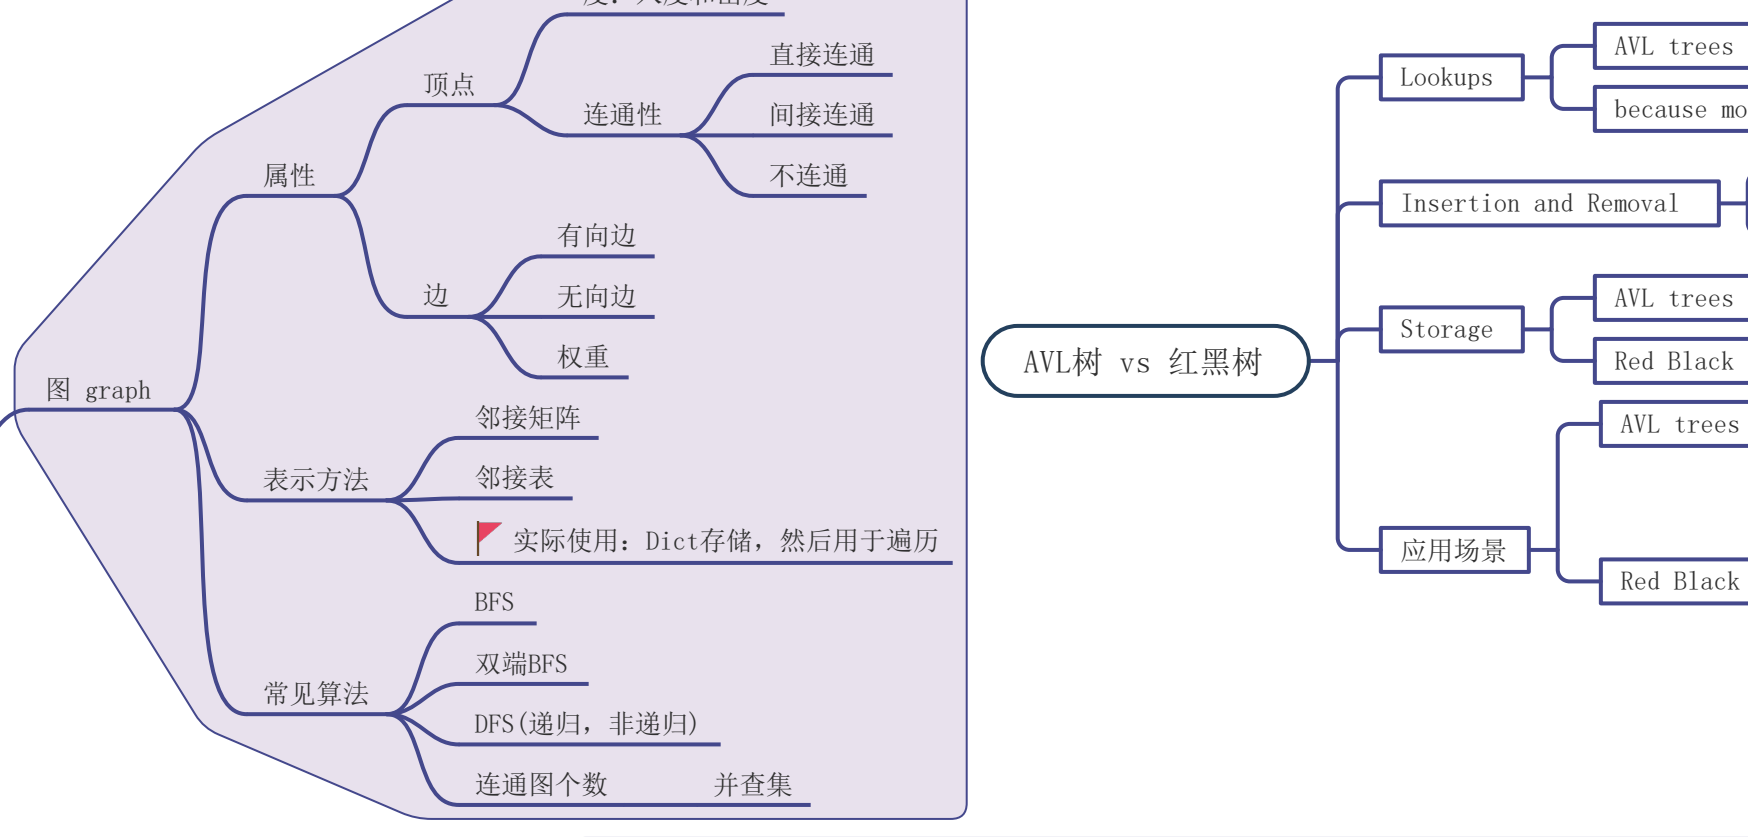 直接连通
顶点
连通性
间接连通
属性
不连通
有向边
边
无向边
权重
图 graph
邻接矩阵
表示方法
邻接表
实际使用：Dict存储，然后用于遍历
BFS
双端BFS
常见算法
DFS(递归，非递归)
连通图个数 并查集
AVL树 vs 红黑树
Lookups
AVL trees
because
Insertion and Removal
Storage
AVL trees
Red Black
应用场景
AVL trees
Red Black